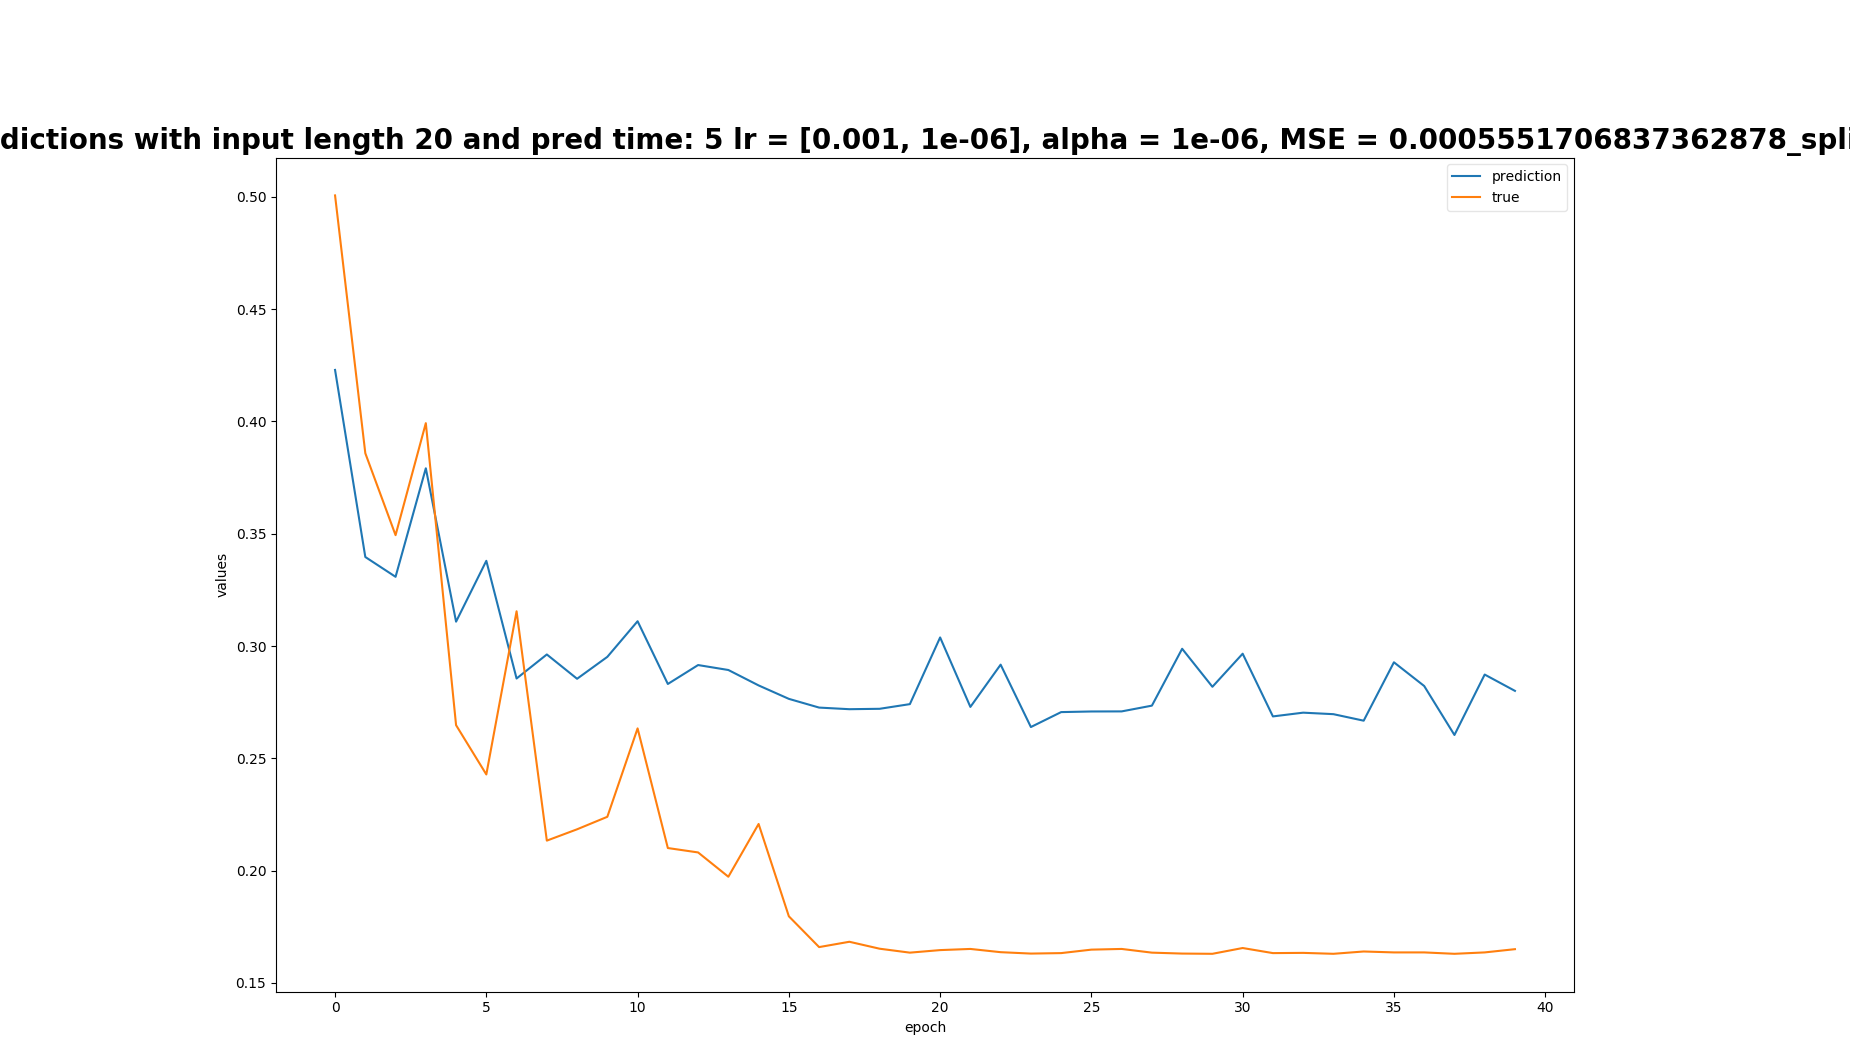 dictions with input length 20 and pred time: 5 lr = [0.001, 1e-06], alpha = 1e-06, MSE = 0.0005551706837362878_spli
prediction
true
0.50
0.45
0.40
0.35
0.30
0.25
0.20
0.15
values
0 5 10 15 20 25 30 35 40
epoch